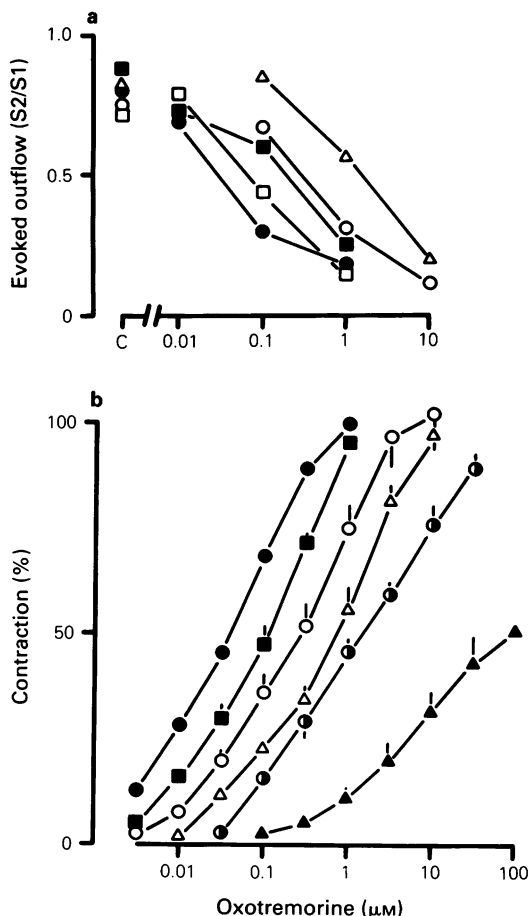 a
1.0
0.5
0
Evoked outflow (S2/S1)
C
0.01
0.1
1
10
b
100
50
0
Contraction (%)
0.01
0.1
1
10
100
Oxotremorine (μM)